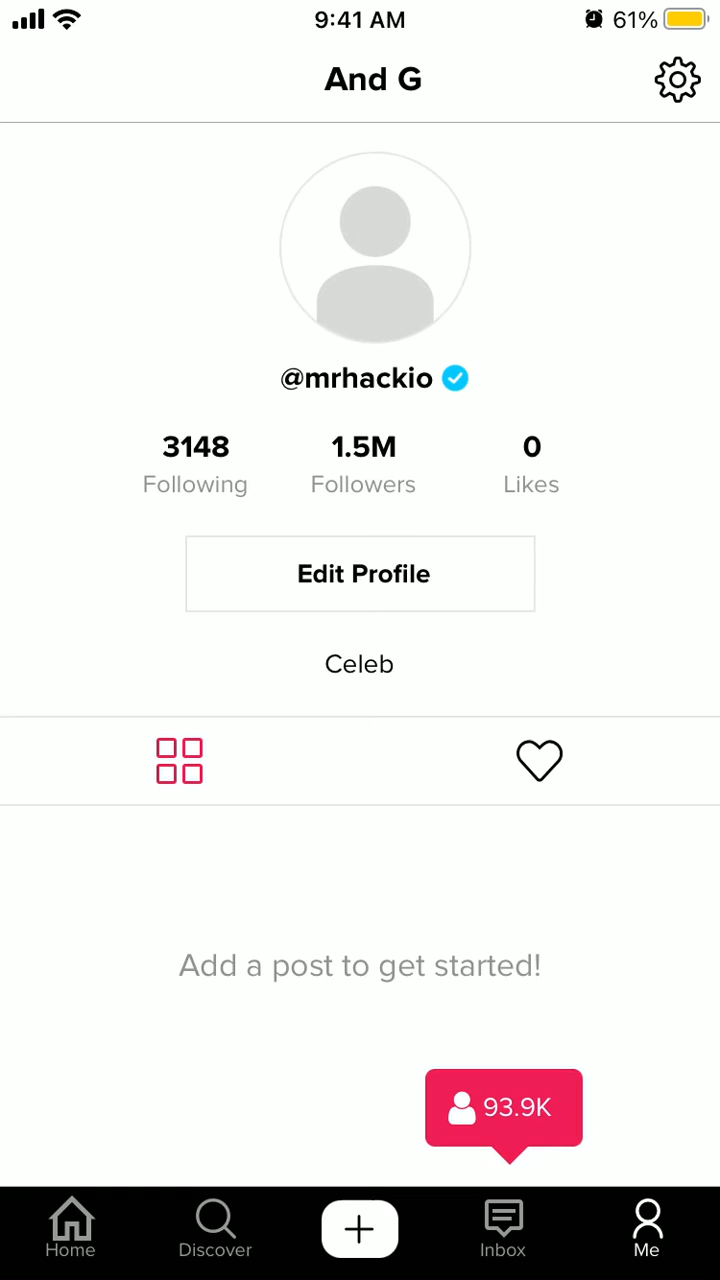 9:41 AM
61%
And G
@mrhackio
3148 1.5M 0
Following Followers Likes
Edit Profile
Celeb
Add a post to get started!
93.9K
Home Discover Inbox Me